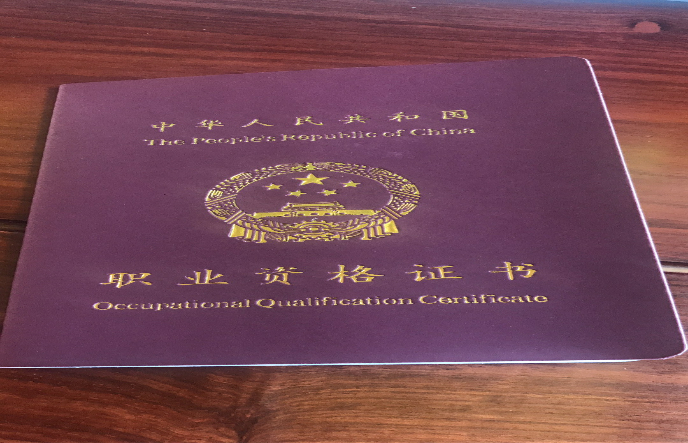 中华人民共和国
The People's Republic of China
职业资格证书
Occupational Qualification Certificate